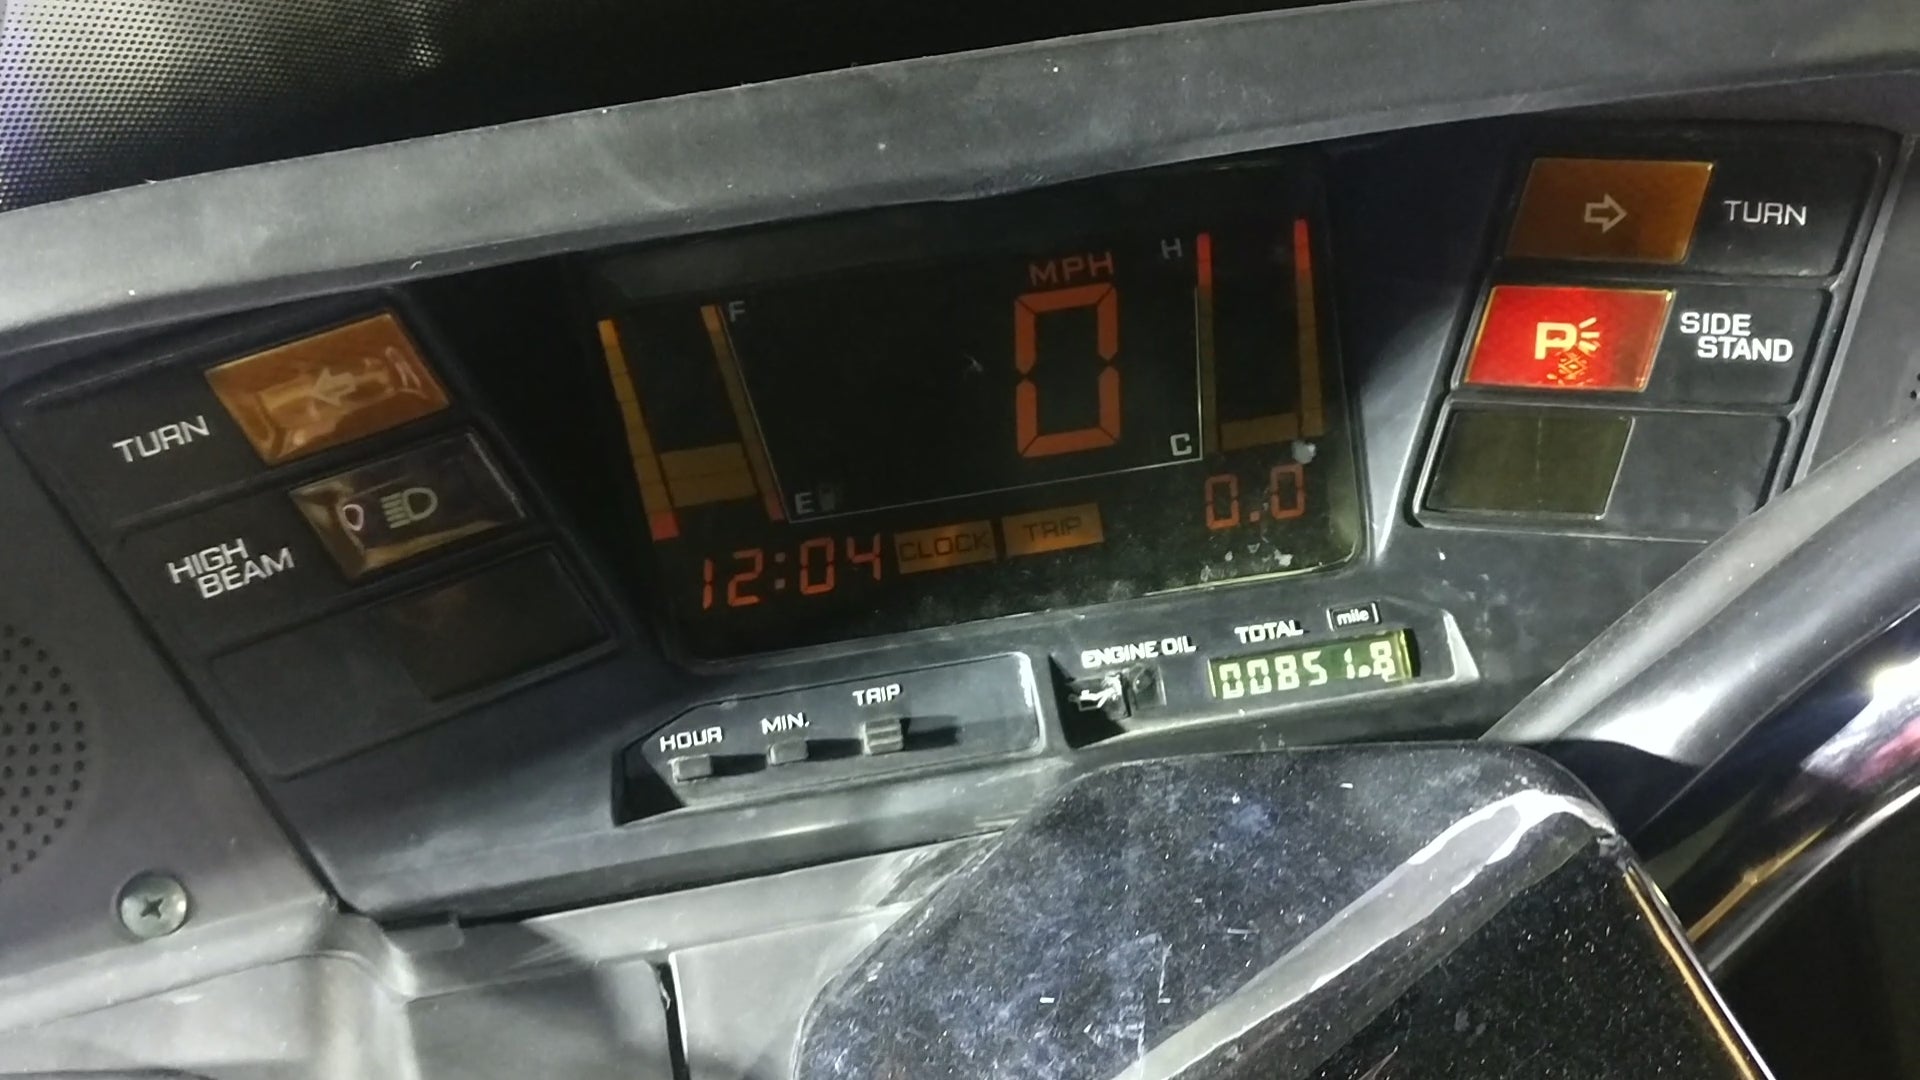 TURN
HIGH
BEAM
F
E
MPH
0
H
C
12:04
CLOCK
TRIP
0.0
TURN
P
SIDE
STAND
HOUR
MIN.
TRIP
ENGINE OIL
TOTAL
mile
00851.8